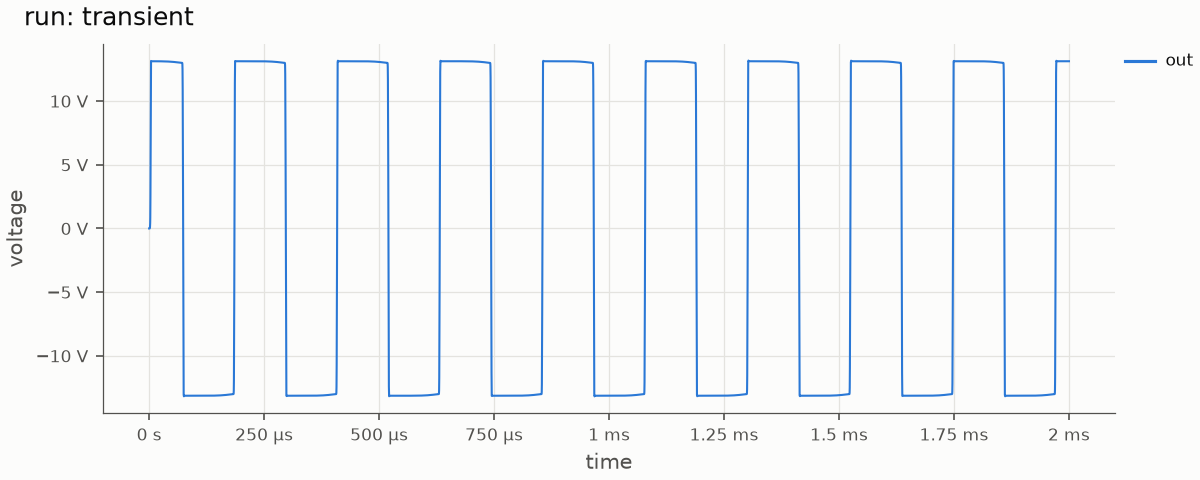 run: transient
out
10 V
5 V
0 V
−5 V
−10 V
voltage
0 s 250 µs 500 µs 750 µs 1 ms 1.25 ms 1.5 ms 1.75 ms 2 ms
time